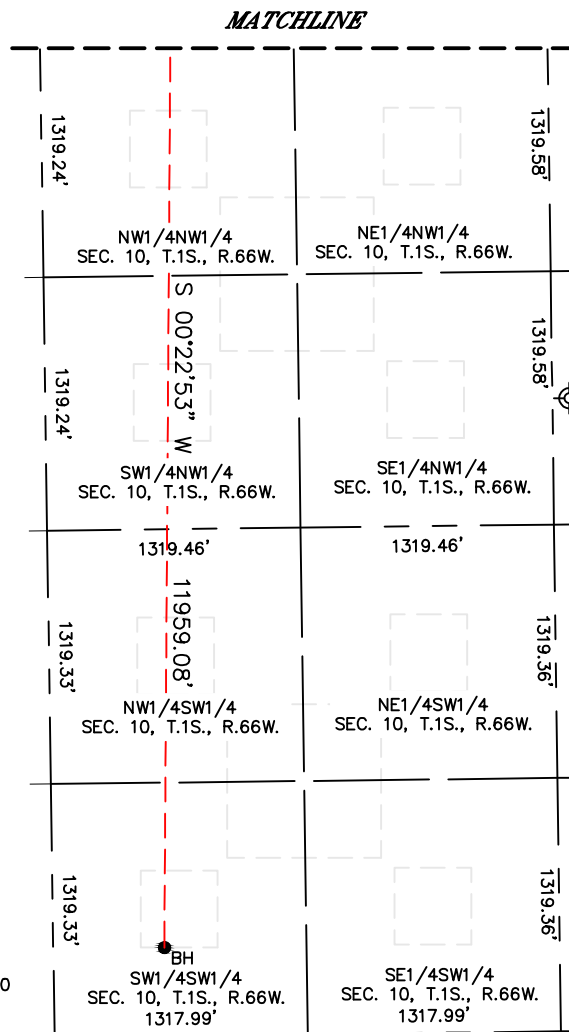 MATCHLINE
1319.24'
1319.58'
NW1/4NW1/4
SEC. 10, T.1S., R.66W.
NE1/4NW1/4
SEC. 10, T.1S., R.66W.
S 00°22'53" W
1319.24'
1319.58'
SW1/4NW1/4
SEC. 10, T.1S., R.66W.
SE1/4NW1/4
SEC. 10, T.1S., R.66W.
1319.46'
1319.46'
11959.08'
1319.33'
1319.36'
NW1/4SW1/4
SEC. 10, T.1S., R.66W.
NE1/4SW1/4
SEC. 10, T.1S., R.66W.
1319.33'
1319.36'
BH
SW1/4SW1/4
SEC. 10, T.1S., R.66W.
1317.99'
SE1/4SW1/4
SEC. 10, T.1S., R.66W.
1317.99'
0